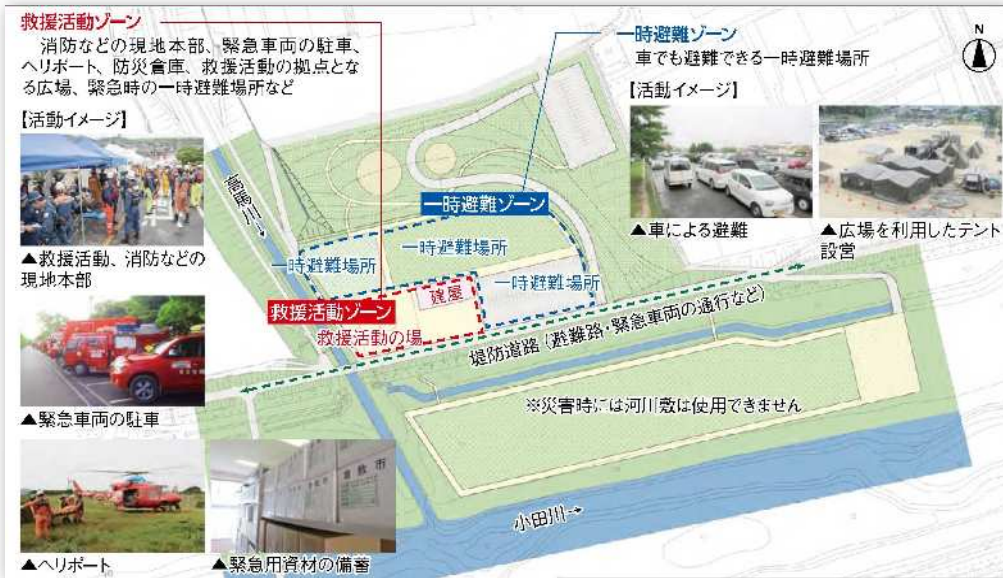 救援活動ゾーン
消防などの現地本部、緊急車両の駐車、
ヘリポート、防災倉庫、救援活動の拠点とな
る広場、緊急時の一時避難場所など
【活動イメージ】
▲救援活動、消防などの
現地本部
▲緊急車両の駐車
▲ヘリポート
▲緊急用資材の備蓄
倉敷市
一時避難ゾーン
車でも避難できる一時避難場所
【活動イメージ】
▲車による避難
▲広場を利用したテント
設営
N
高馬川→
一時避難ゾーン
一時避難場所
一時避難場所
一時避難場所
救援活動ゾーン
建屋
救援活動の場
堤防道路(避難路・緊急車両の通行など)
※災害時には河川敷は使用できません
小田川→